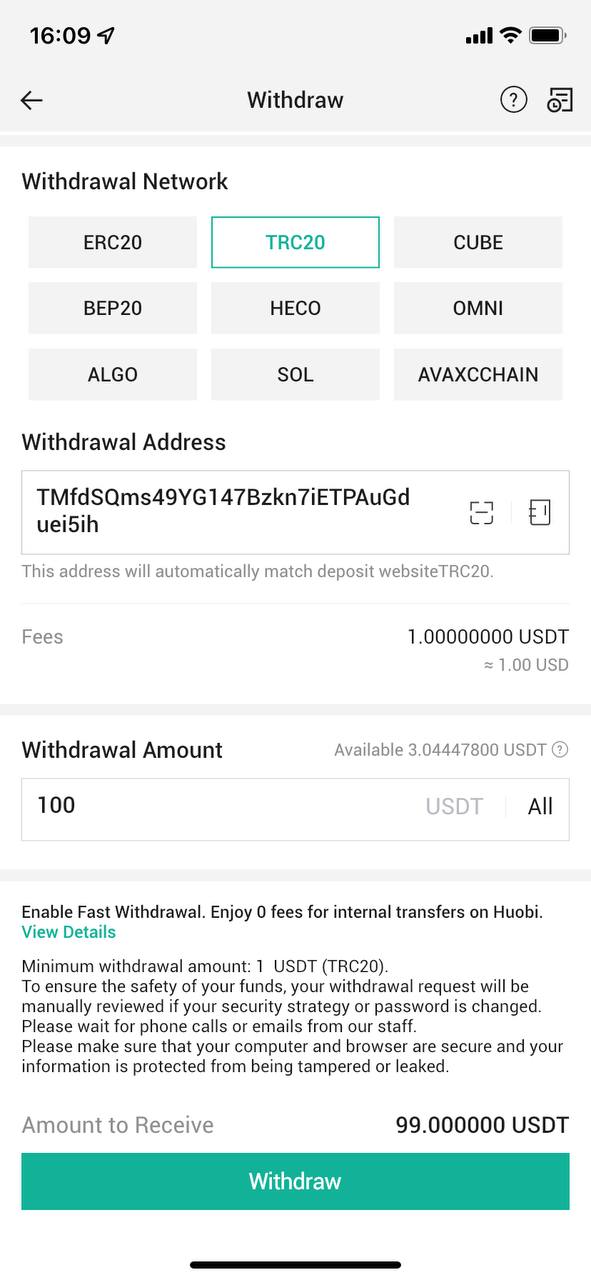 16:09
Withdraw
?
Withdrawal Network
ERC20
TRC20
CUBE
BEP20
HECO
OMNI
ALGO
SOL
AVAXCCHAIN
Withdrawal Address
TMfdSQms49YG147Bzkn7iETPAuGd
uei5ih
This address will automatically match deposit websiteTRC20.
Fees 1.00000000 USDT
≈ 1.00 USD
Withdrawal Amount Available 3.04447800 USDT ?
100 USDT All
Enable Fast Withdrawal. Enjoy 0 fees for internal transfers on Huobi.
View Details
Minimum withdrawal amount: 1 USDT (TRC20).
To ensure the safety of your funds, your withdrawal request will be
manually reviewed if your security strategy or password is changed.
Please wait for phone calls or emails from our staff.
Please make sure that your computer and browser are secure and your
information is protected from being tampered or leaked.
Amount to Receive 99.000000 USDT
Withdraw